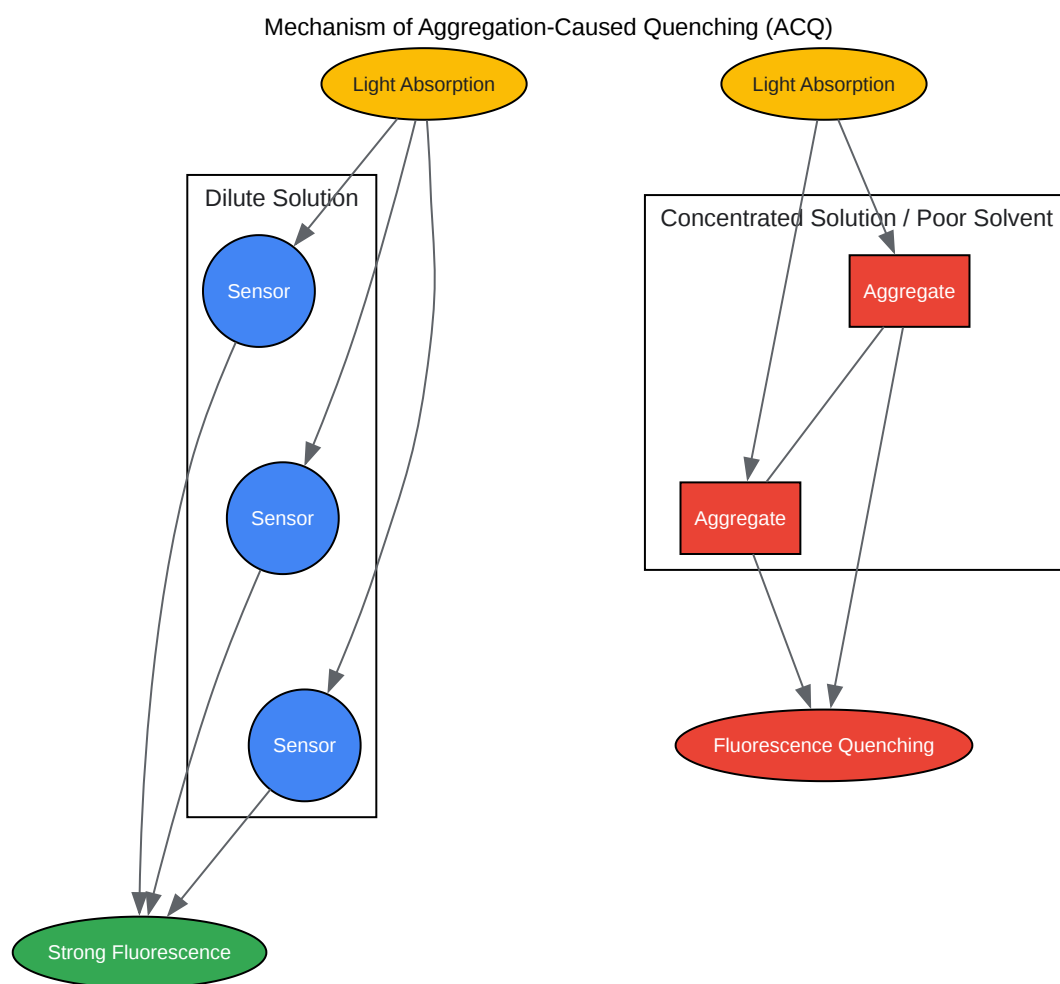 Mechanism of Aggregation-Caused Quenching (ACQ)
Light Absorption
Light Absorption
Dilute Solution
Sensor
Sensor
Sensor
Strong Fluorescence
Concentrated Solution / Poor Solvent
Aggregate
Aggregate
Fluorescence Quenching